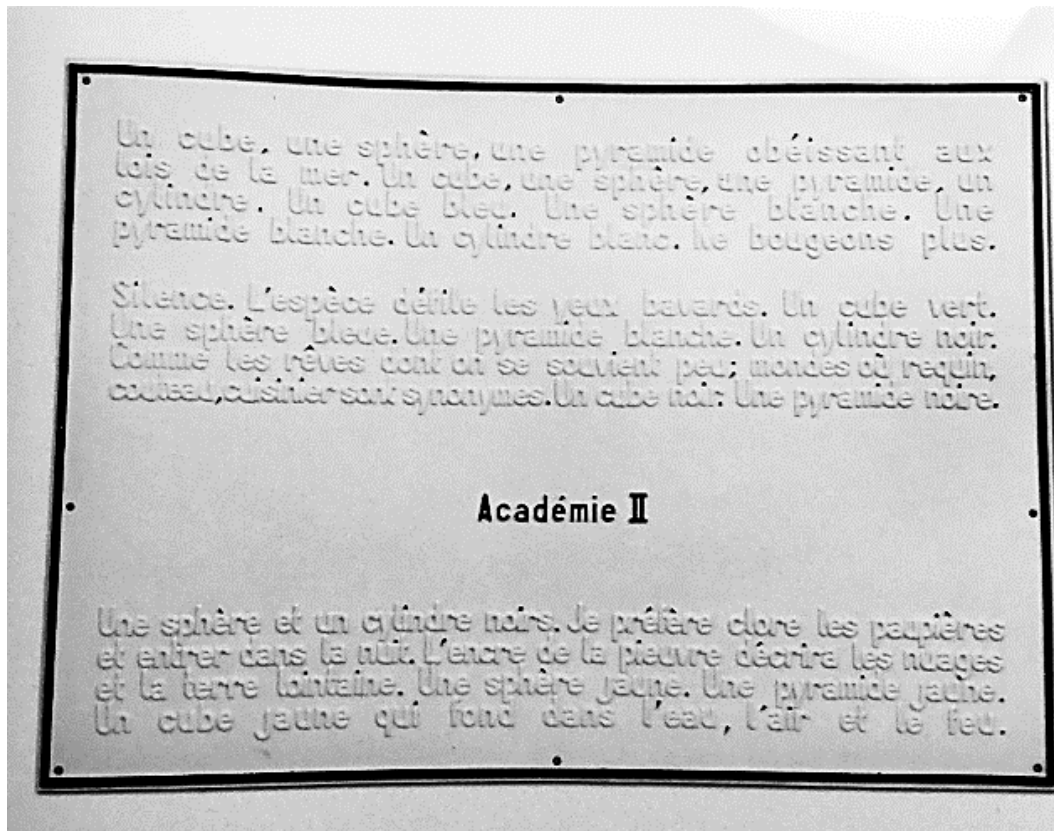 Un cube, une sphère, une pyramide obéissant aux
lois de la mer. Un cube, une sphère, une pyramide, un
cylindre. Un cube bleu. Une sphère blanche. Une
pyramide blanche. Un cylindre blanc. Ne bougeons plus.
Silence. L'espèce défile les yeux bavards. Un cube vert.
Une sphère bleue. Une pyramide blanche. Un cylindre noir.
Comme les rêves dont on se souvient peu; mondes où requin,
couteau, cuisinier sont synonymes. Un cube noir. Une pyramide noire.
Académie II
Une sphère et un cylindre noirs. Je préfère clore les paupières
et entrer dans la nuit. L'encre de la pieuvre décrira les nuages
et la terre lointaine. Une sphère jaune. Une pyramide jaune.
Un cube jaune qui fond dans l'eau, l'air et le feu.